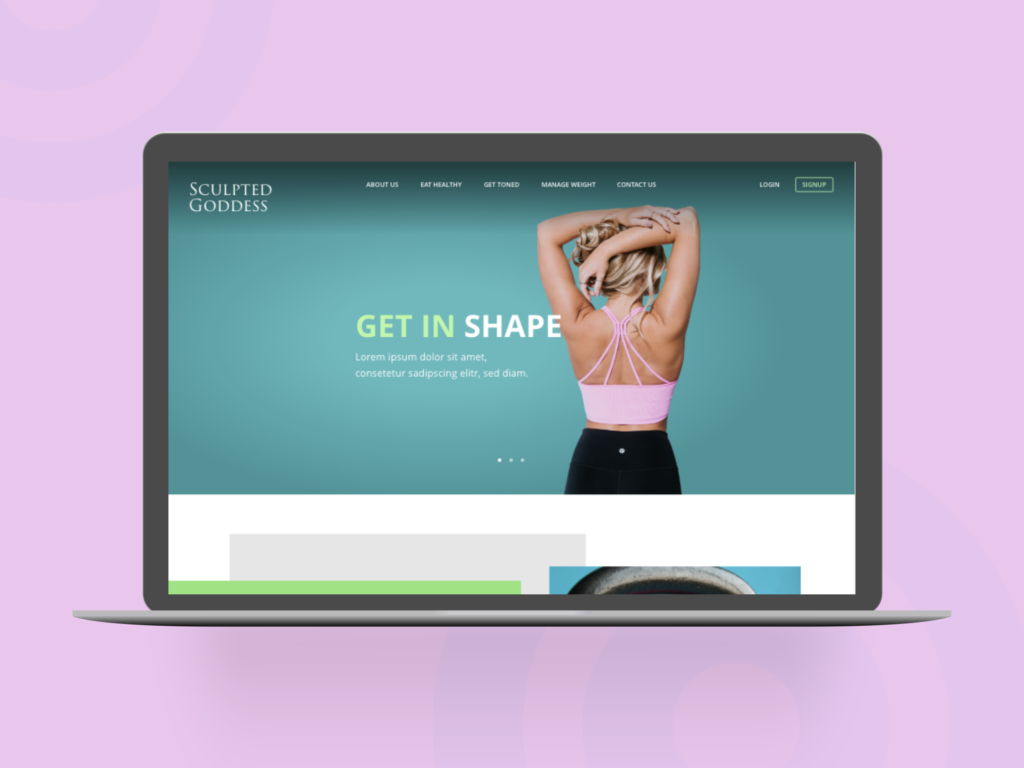 SCULPTED
GODDESS
ABOUT US
EAT HEALTHY
GET TONED
MANAGE WEIGHT
CONTACT US
LOGIN
SIGNUP
GET IN SHAPE
Lorem ipsum dolor sit amet,
consetetur sadipscing elitr, sed diam.